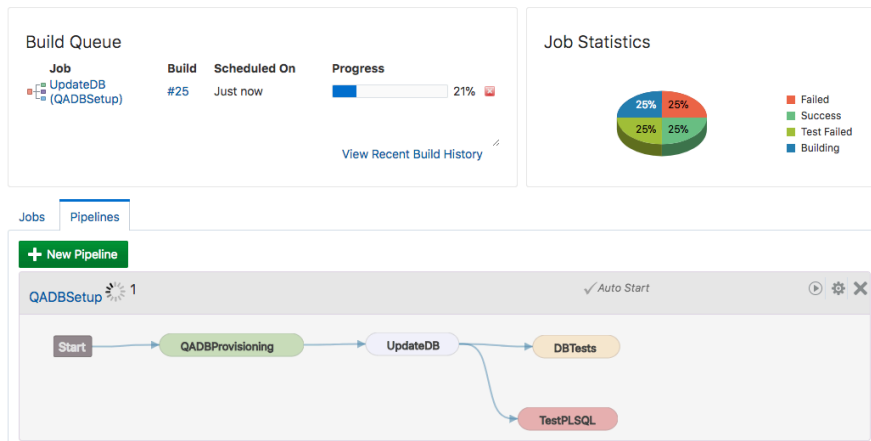 Build Queue
Job Build Scheduled On Progress
UpdateDB
(QADBSetup) #25 Just now 21%
View Recent Build History
Job Statistics
25% 25%
25% 25%
Failed
Success
Test Failed
Building
Jobs Pipelines
New Pipeline
QADBSetup 1 Auto Start
Start QADBProvisioning UpdateDB DBTests
TestPLSQL